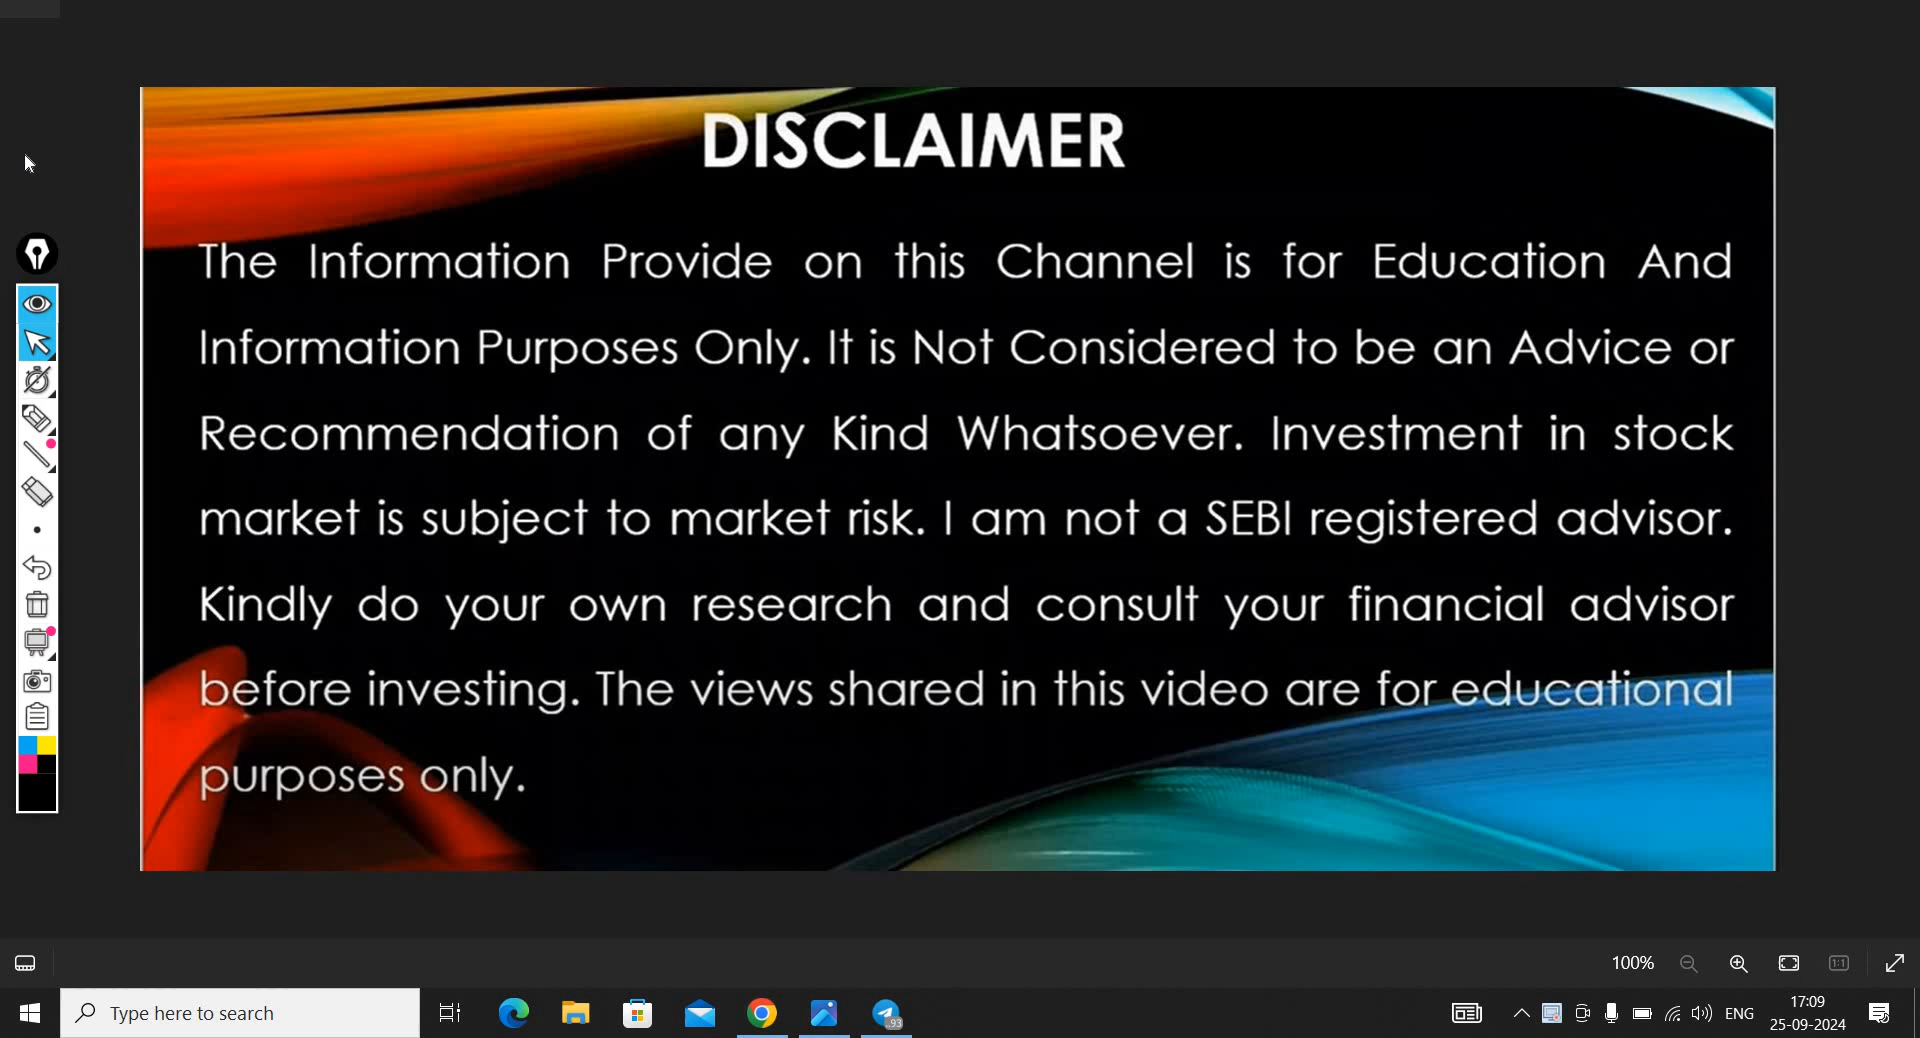 DISCLAIMER
The Information Provide on this Channel is for Education And
Information Purposes Only. It is Not Considered to be an Advice or
Recommendation of any Kind Whatsoever. Investment in stock
market is subject to market risk. I am not a SEBI registered advisor.
Kindly do your own research and consult your financial advisor
before investing. The views shared in this video are for educational
purposes only.
100%
1:1
Type here to search
93
ENG
17:09
25-09-2024